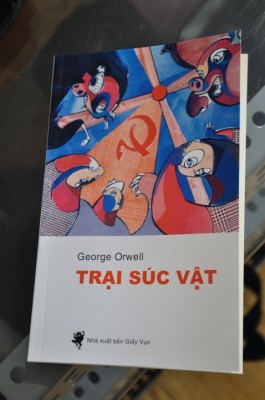 George Orwell
TRẠI SÚC VẬT
Nhà xuất bản Giấy Vụn